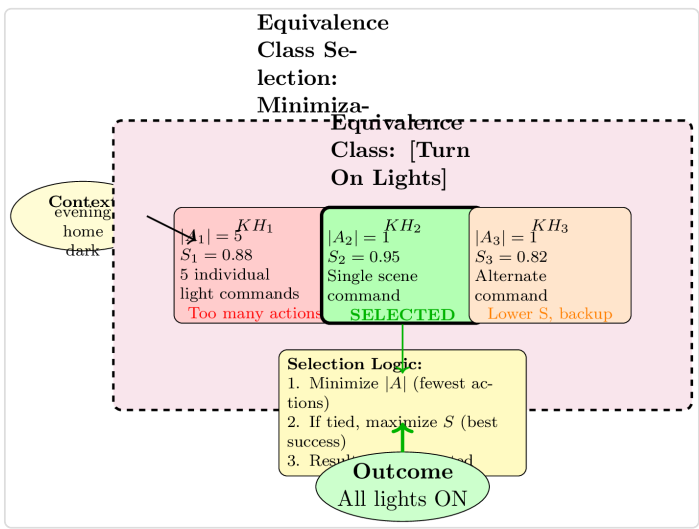 Equivalence
Class Se-
lection:
Minimiza-
Equivalence
Class: [Turn
On Lights]
Context
evening
home
dark
KH₁
|A₁| = 5
S₁ = 0.88
5 individual
light commands
Too many actions
KH₂
|A₂| = 1
S₂ = 0.95
Single scene
command
SELECTED
KH₃
|A₃| = 1
S₃ = 0.82
Alternate
command
Lower S, backup
Selection Logic:
1. Minimize |A| (fewest ac-
tions)
2. If tied, maximize S (best
success)
3.
Outcome
All lights ON